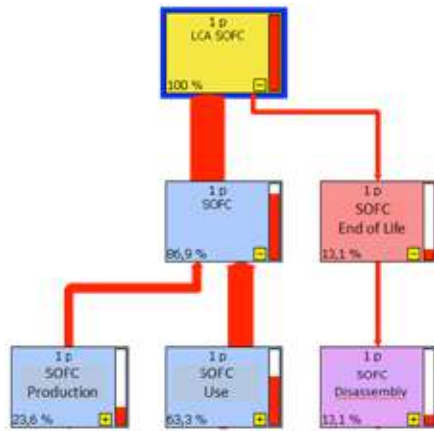 1 p
LCA SOFC
100 %
1 p
SOFC
86,9 %
1 p
SOFC
End of Life
13,1 %
1 p
SOFC
Production
23,6 %
1 p
SOFC
Use
63,3 %
1 p
SOFC
Disassembly
13,1 %